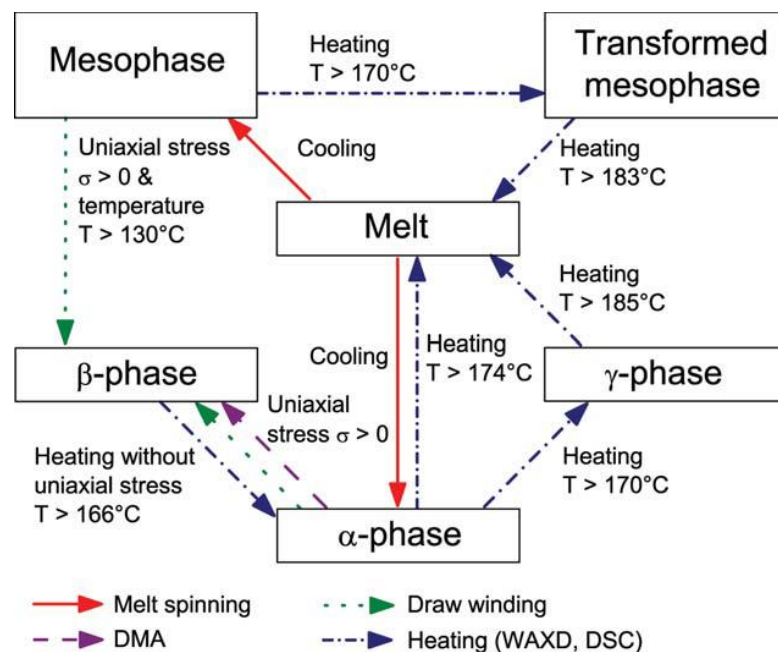 Mesophase
Heating
T > 170°C
Transformed
mesophase
Uniaxial stress
σ > 0 &
temperature
T > 130°C
Cooling
Heating
T > 183°C
Melt
Heating
T > 185°C
β-phase
Cooling
Heating
T > 174°C
γ-phase
Uniaxial
stress σ > 0
Heating without
uniaxial stress
T > 166°C
Heating
T > 170°C
α-phase
Melt spinning
Draw winding
DMA
Heating (WAXD, DSC)